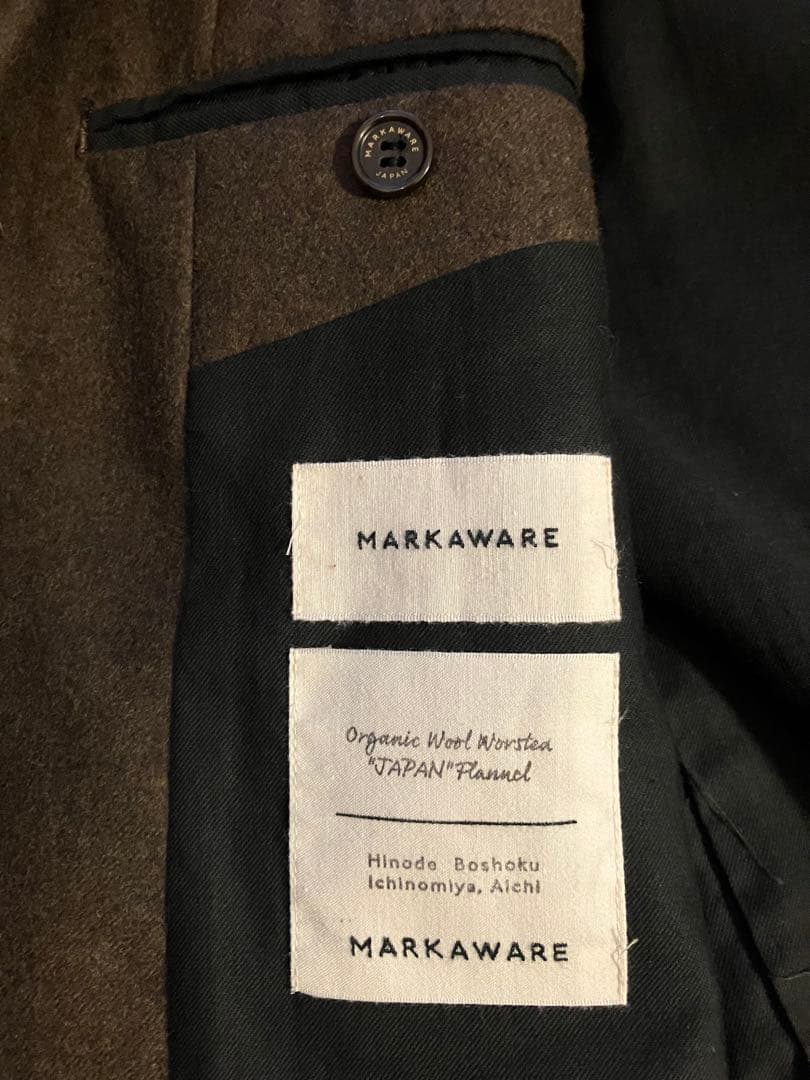 MARKAWARE
JAPAN
MARKAWARE
Organic Wool Worsted
"JAPAN" Flannel
Hinode Boshoku
Ichinomiya, Aichi
MARKAWARE